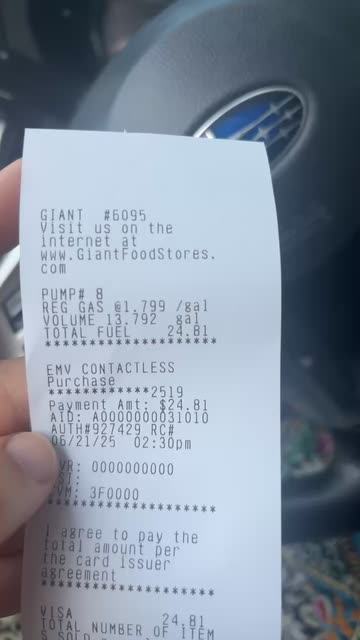 GIANT  #6095
Visit us on the
internet at
www.GiantFoodStores.
com
PUMP# 8
REG GAS @1.799 /gal
VOLUME 13.792  gal
TOTAL FUEL    24.81
*******************
EMV CONTACTLESS
Purchase
************2519
Payment Amt: $24.81
AID: A0000000031010
AUTH#927429 RC#
06/21/25  02:30pm
VR: 0000000000
SI:
VM: 3F0000
*******************
I agree to pay the
total amount per
the card issuer
agreement
*******************
VISA          24.81
TOTAL NUMBER OF ITEM